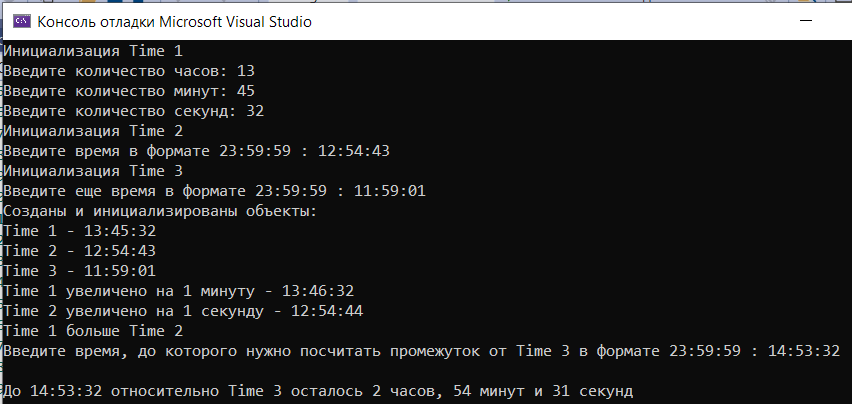 Консоль отладки Microsoft Visual Studio
Инициализация Time 1
Введите количество часов: 13
Введите количество минут: 45
Введите количество секунд: 32
Инициализация Time 2
Введите время в формате 23:59:59 : 12:54:43
Инициализация Time 3
Введите еще время в формате 23:59:59 : 11:59:01
Созданы и инициализированы объекты:
Time 1 - 13:45:32
Time 2 - 12:54:43
Time 3 - 11:59:01
Time 1 увеличено на 1 минуту - 13:46:32
Time 2 увеличено на 1 секунду - 12:54:44
Time 1 больше Time 2
Введите время, до которого нужно посчитать промежуток от Time 3 в формате 23:59:59 : 14:53:32
До 14:53:32 относительно Time 3 осталось 2 часов, 54 минут и 31 секунд